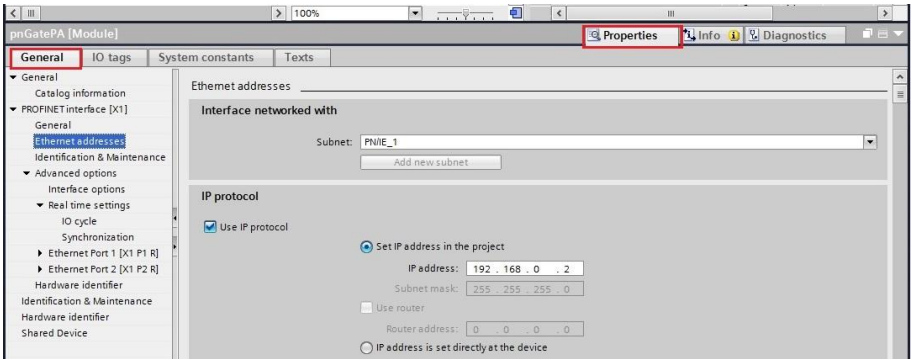 100%
pnGatePA [Module]
Properties Info Diagnostics
General IO tags System constants Texts
General
Catalog information
PROFINET interface [X1]
General
Ethernet addresses
Identification & Maintenance
Advanced options
Interface options
Real time settings
IO cycle
Synchronization
Ethernet Port 1 [X1 P1 R]
Ethernet Port 2 [X1 P2 R]
Hardware identifier
Identification & Maintenance
Hardware identifier
Shared Device
Ethernet addresses
Interface networked with
Subnet: PN/IE_1
Add new subnet
IP protocol
Use IP protocol
Set IP address in the project
IP address: 192 . 168 . 0 . 2
Subnet mask: 255 . 255 . 255 . 0
Use router
Router address: 0 . 0 . 0 . 0
IP address is set directly at the device